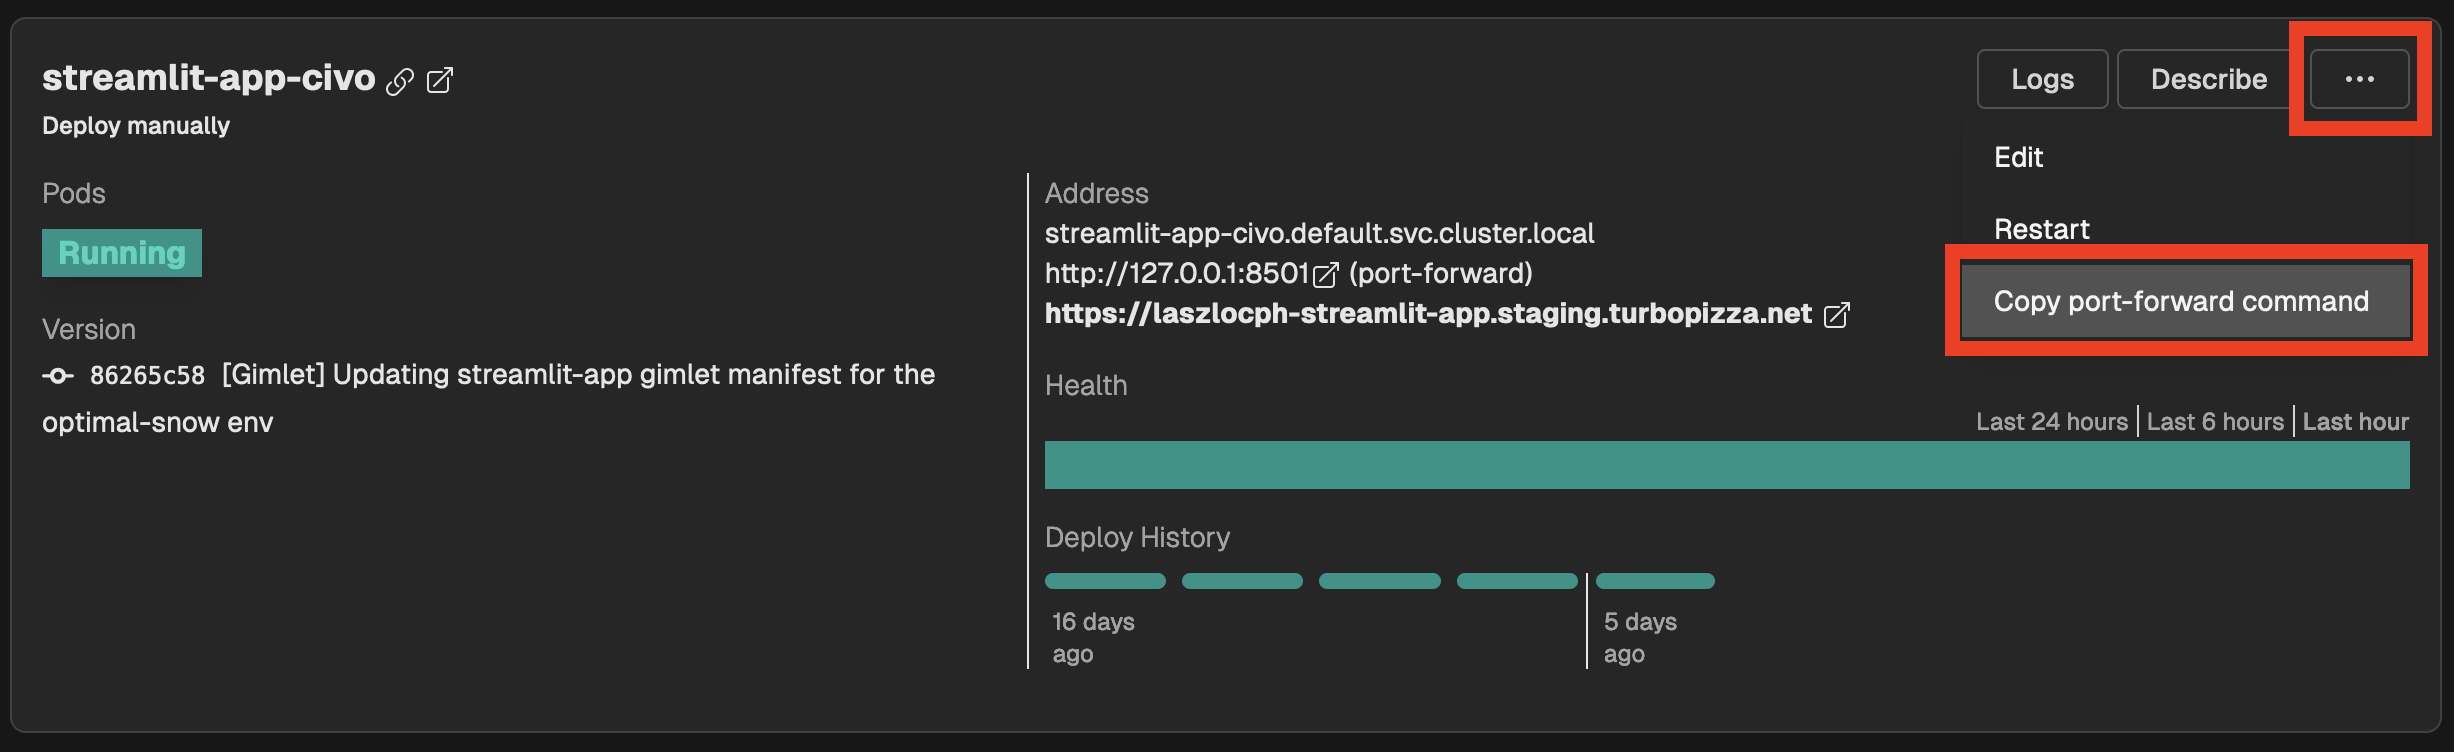 streamlit-app-civo
Logs
Describe
...
Deploy manually
Edit
Restart
Copy port-forward command
Pods
Running
Version
86265c58 [Gimlet] Updating streamlit-app gimlet manifest for the
optimal-snow env
Address
streamlit-app-civo.default.svc.cluster.local
http://127.0.0.1:8501 (port-forward)
https://laszlocph-streamlit-app.staging.turbopizza.net
Health
Last 24 hours Last 6 hours Last hour
Deploy History
16 days
ago
5 days
ago